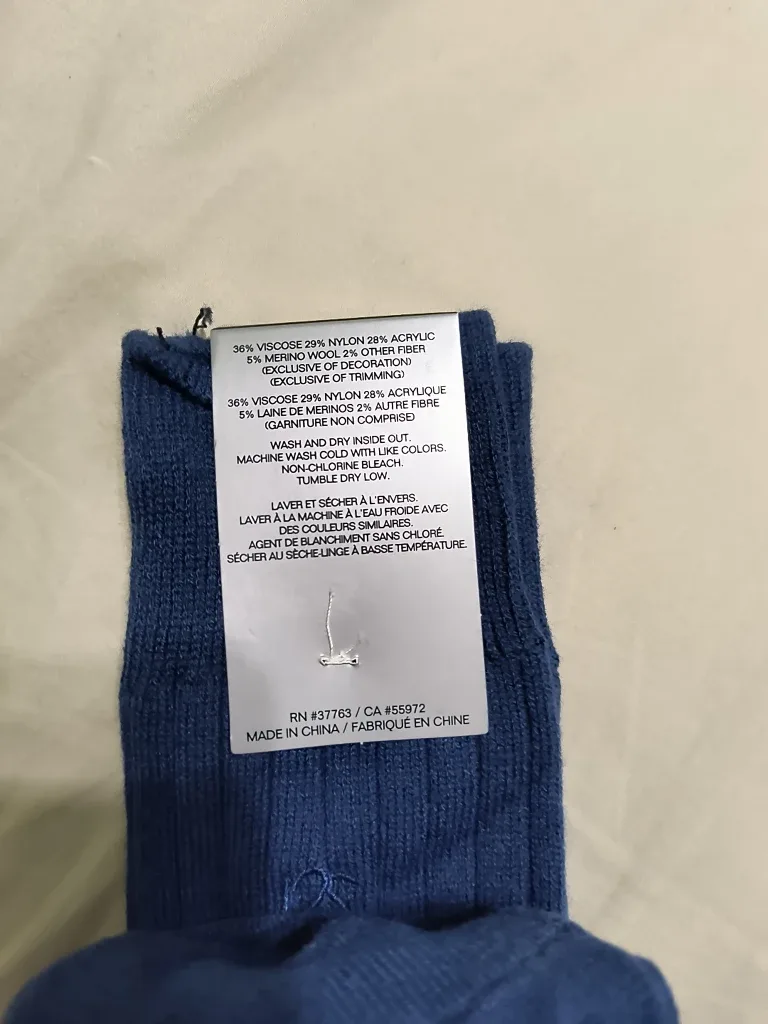 36% VISCOSE 29% NYLON 28% ACRYLIC
5% MERINO WOOL 2% OTHER FIBER
(EXCLUSIVE OF DECORATION)
(EXCLUSIVE OF TRIMMING)
36% VISCOSE 29% NYLON 28% ACRYLIQUE
5% LAINE DE MERINOS 2% AUTRE FIBRE
(GARNITURE NON COMPRISE)
WASH AND DRY INSIDE OUT.
MACHINE WASH COLD WITH LIKE COLORS.
NON-CHLORINE BLEACH.
TUMBLE DRY LOW.
LAVER ET SÉCHER À L'ENVERS.
LAVER À LA MACHINE À L'EAU FROIDE AVEC
DES COULEURS SIMILAIRES.
AGENT DE BLANCHIMENT SANS CHLORÉ.
SÉCHER AU SÈCHE-LINGE À BASSE TEMPÉRATURE.
RN #37763 / CA #55972
MADE IN CHINA / FABRIQUÉ EN CHINE